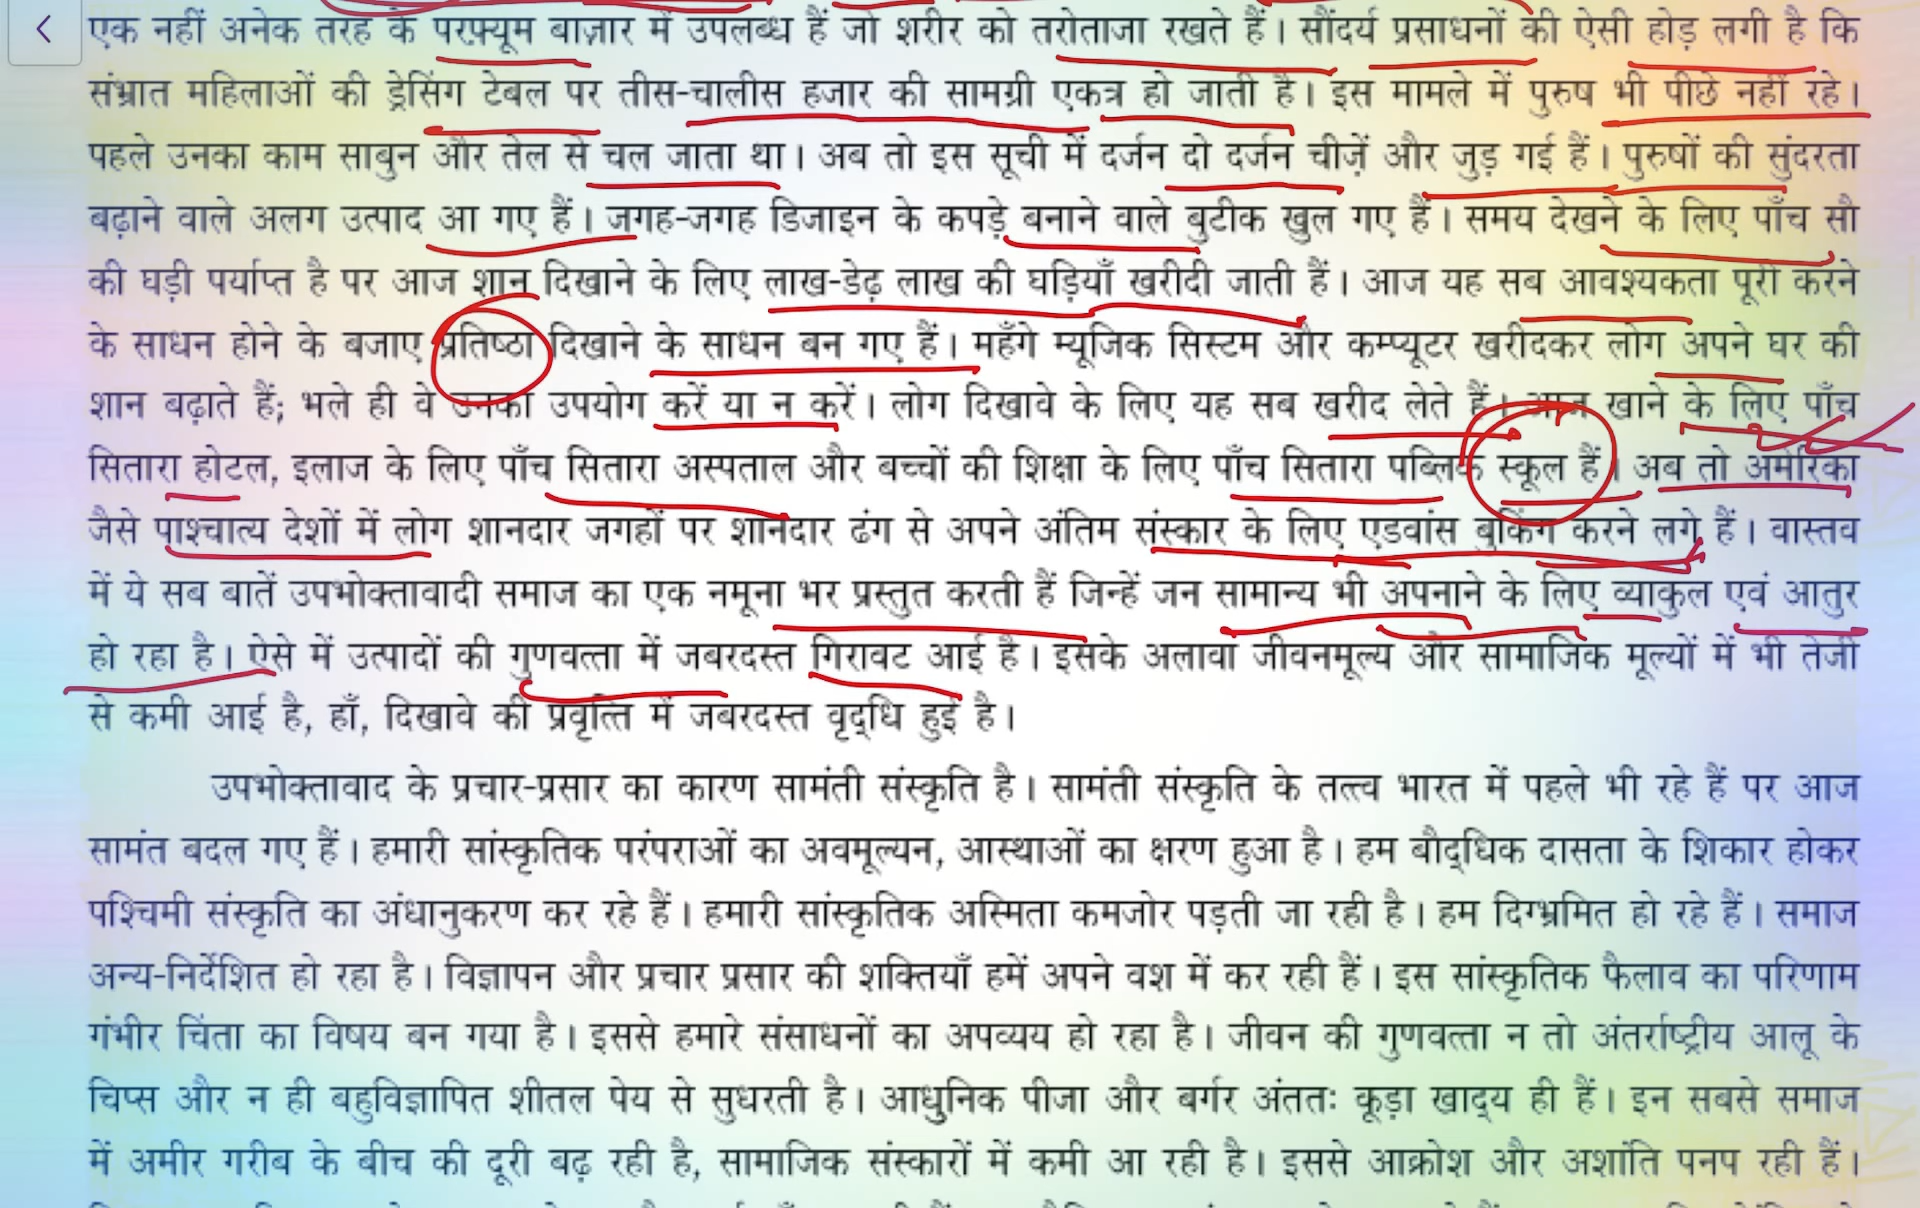 एक नहीं अनेक तरह के परफ़्यूम बाज़ार में उपलब्ध हैं जो शरीर को तरोताजा रखते हैं। सौंदर्य प्रसाधनों की ऐसी होड़ लगी है कि
संभ्रात महिलाओं की ड्रेसिंग टेबल पर तीस-चालीस हजार की सामग्री एकत्र हो जाती है। इस मामले में पुरुष भी पीछे नहीं रहे।
पहले उनका काम साबुन और तेल से चल जाता था। अब तो इस सूची में दर्जन दो दर्जन चीज़ें और जुड़ गई हैं। पुरुषों की सुंदरता
बढ़ाने वाले अलग उत्पाद आ गए हैं। जगह-जगह डिजाइन के कपड़े बनाने वाले बुटीक खुल गए हैं। समय देखने के लिए पाँच सौ
की घड़ी पर्याप्त है पर आज शान दिखाने के लिए लाख-डेढ़ लाख की घड़ियाँ खरीदी जाती हैं। आज यह सब आवश्यकता पूरी करने
के साधन होने के बजाए प्रतिष्ठा दिखाने के साधन बन गए हैं। महँगे म्यूजिक सिस्टम और कम्प्यूटर खरीदकर लोग अपने घर की
शान बढ़ाते हैं; भले ही वे उनका उपयोग करें या न करें। लोग दिखावे के लिए यह सब खरीद लेते हैं। आज खाने के लिए पाँच
सितारा होटल, इलाज के लिए पाँच सितारा अस्पताल और बच्चों की शिक्षा के लिए पाँच सितारा पब्लिक स्कूल हैं। अब तो अमेरिका
जैसे पाश्चात्य देशों में लोग शानदार जगहों पर शानदार ढंग से अपने अंतिम संस्कार के लिए एडवांस बुकिंग करने लगे हैं। वास्तव
में ये सब बातें उपभोक्तावादी समाज का एक नमूना भर प्रस्तुत करती हैं जिन्हें जन सामान्य भी अपनाने के लिए व्याकुल एवं आतुर
हो रहा है। ऐसे में उत्पादों की गुणवत्ता में जबरदस्त गिरावट आई है। इसके अलावा जीवनमूल्य और सामाजिक मूल्यों में भी तेजी
से कमी आई है, हाँ, दिखावे की प्रवृत्ति में जबरदस्त वृद्धि हुई है।
उपभोक्तावाद के प्रचार-प्रसार का कारण सामंती संस्कृति है। सामंती संस्कृति के तत्त्व भारत में पहले भी रहे हैं पर आज
सामंत बदल गए हैं। हमारी सांस्कृतिक परंपराओं का अवमूल्यन, आस्थाओं का क्षरण हुआ है। हम बौद्धिक दासता के शिकार होकर
पश्चिमी संस्कृति का अंधानुकरण कर रहे हैं। हमारी सांस्कृतिक अस्मिता कमजोर पड़ती जा रही है। हम दिग्भ्रमित हो रहे हैं। समाज
अन्य-निर्देशित हो रहा है। विज्ञापन और प्रचार प्रसार की शक्तियाँ हमें अपने वश में कर रही हैं। इस सांस्कृतिक फैलाव का परिणाम
गंभीर चिंता का विषय बन गया है। इससे हमारे संसाधनों का अपव्यय हो रहा है। जीवन की गुणवत्ता न तो अंतर्राष्ट्रीय आलू के
चिप्स और न ही बहुविज्ञापित शीतल पेय से सुधरती है। आधुनिक पीजा और बर्गर अंततः कूड़ा खाद्य ही हैं। इन सबसे समाज
में अमीर गरीब के बीच की दूरी बढ़ रही है, सामाजिक संस्कारों में कमी आ रही है। इससे आक्रोश और अशांति पनप रही हैं।